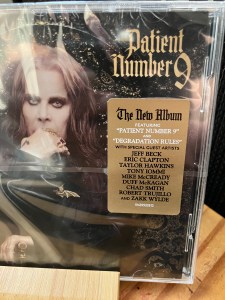 Patient
Number 9
The New Album
FEATURING
"PATIENT NUMBER 9"
AND
"DEGRADATION RULES"
WITH SPECIAL GUEST ARTISTS
JEFF BECK
ERIC CLAPTON
TAYLOR HAWKINS
TONY IOMMI
MIKE McCREADY
DUFF McKAGAN
CHAD SMITH
ROBERT TRUJILLO
AND ZAKK WYLDE